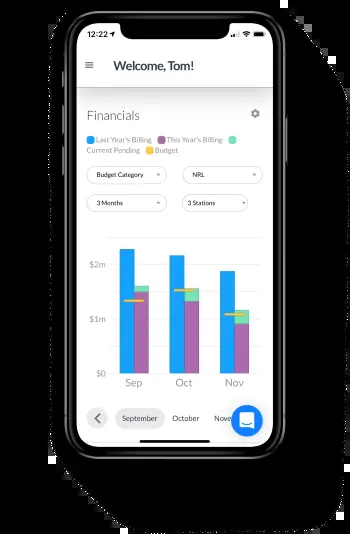 12:22
Welcome, Tom!
Financials
Last Year's Billing This Year's Billing
Current Pending Budget
Budget Category NRL
3 Months 3 Stations
$2m
$1m
$0
Sep Oct Nov
September October Nove